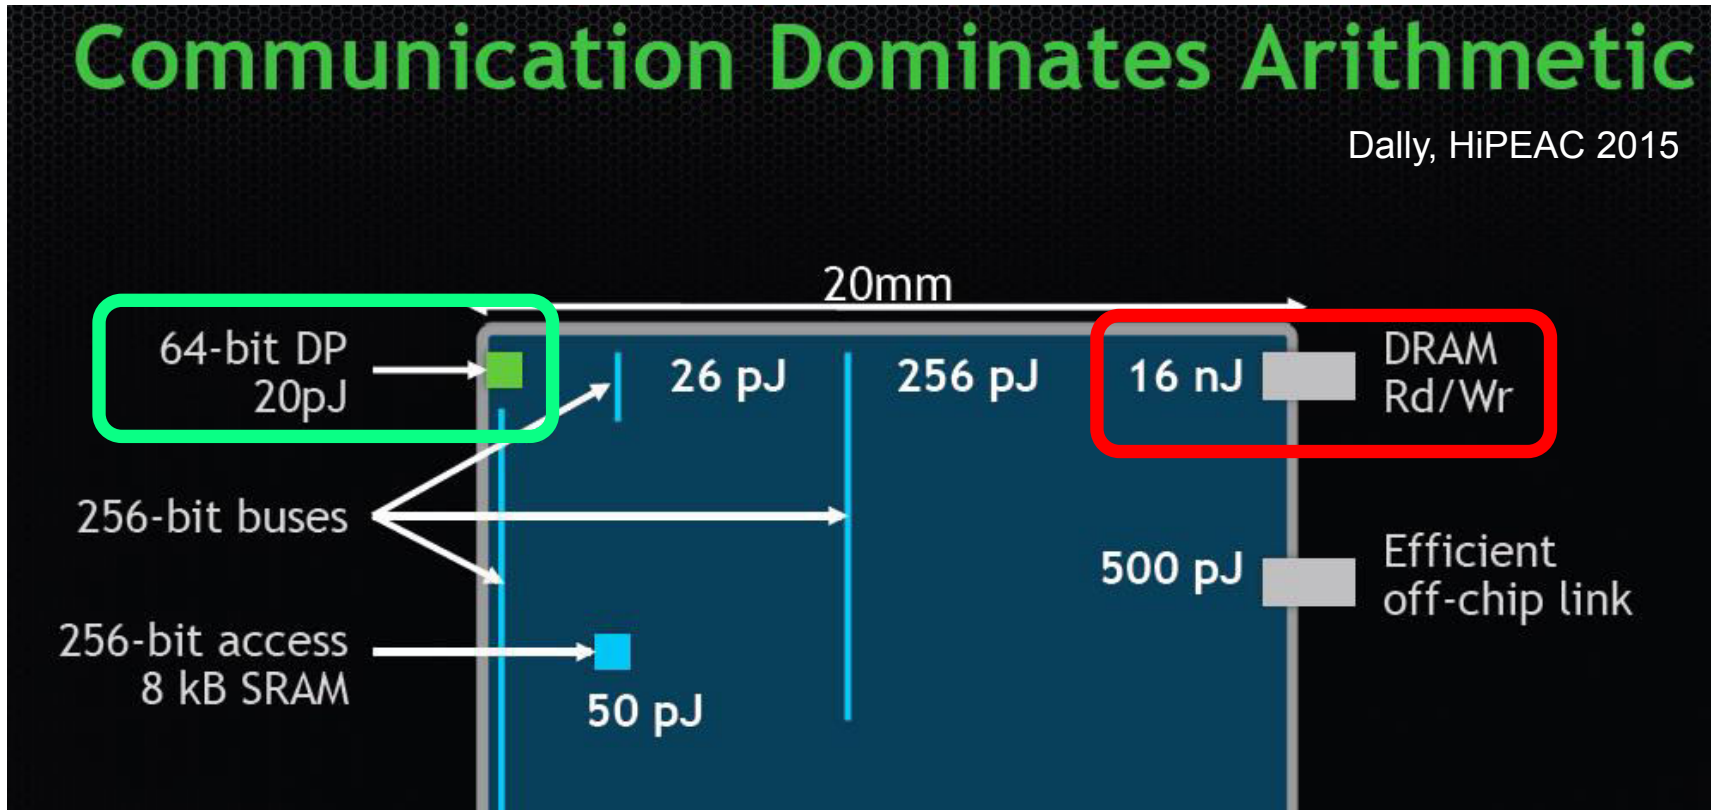 Communication Dominates Arithmetic
Dally, HiPEAC 2015
20mm
64-bit DP
20pJ
26 pJ
256 pJ
16 nJ
DRAM
Rd/Wr
256-bit buses
500 pJ
Efficient
off-chip link
256-bit access
8 kB SRAM
50 pJ